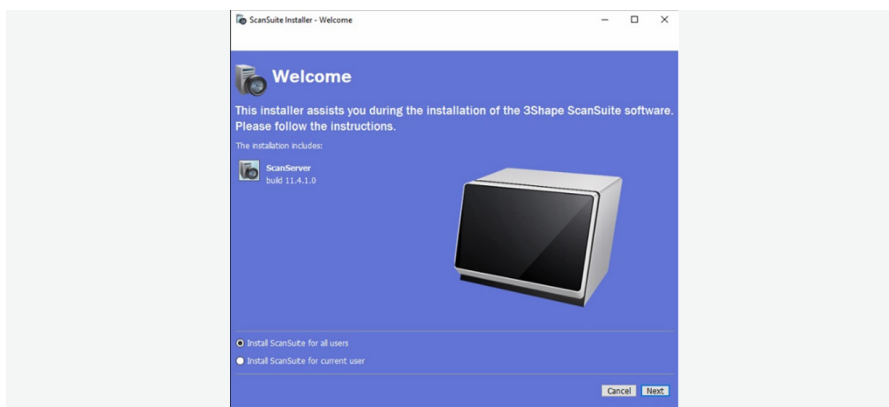 ScanSuite Installer - Welcome
Welcome
This installer assists you during the installation of the 3Shape ScanSuite software.
Please follow the instructions.
The installation includes:
ScanServer
build 11.4.1.0
Install ScanSuite for all users
Install ScanSuite for current user
Cancel Next